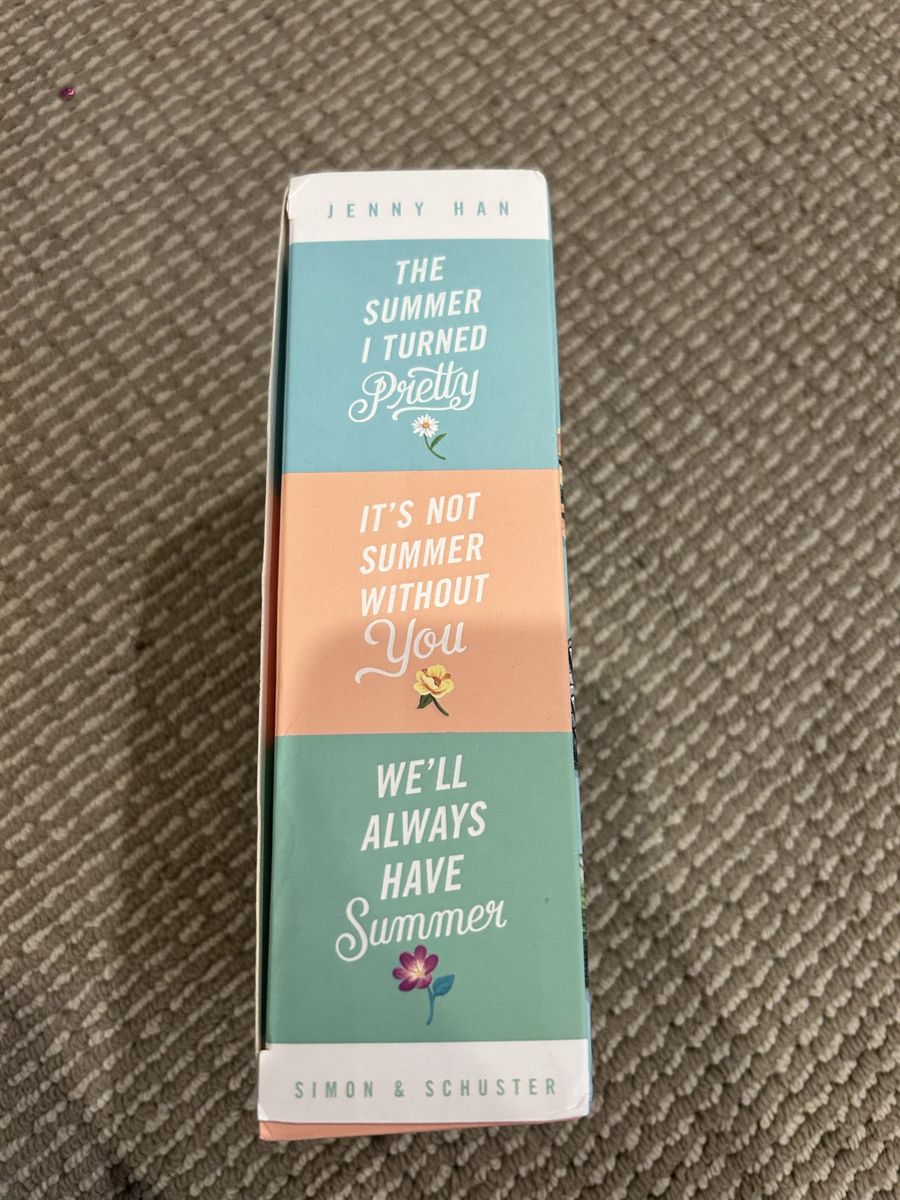 JENNY HAN
THE
SUMMER
I TURNED
Pretty
IT'S NOT
SUMMER
WITHOUT
You
WE'LL
ALWAYS
HAVE
Summer
SIMON & SCHUSTER